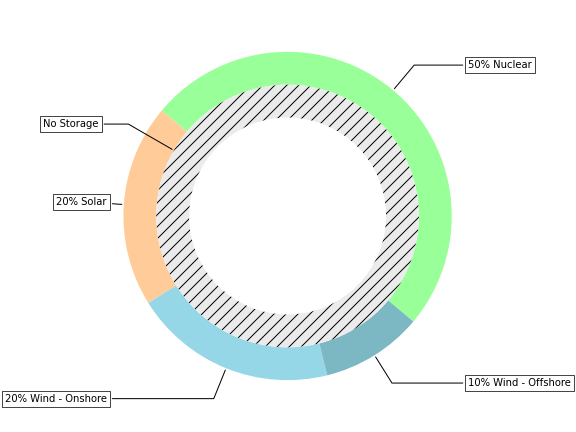 50% Nuclear
No Storage
20% Solar
10% Wind - Offshore
20% Wind - Onshore